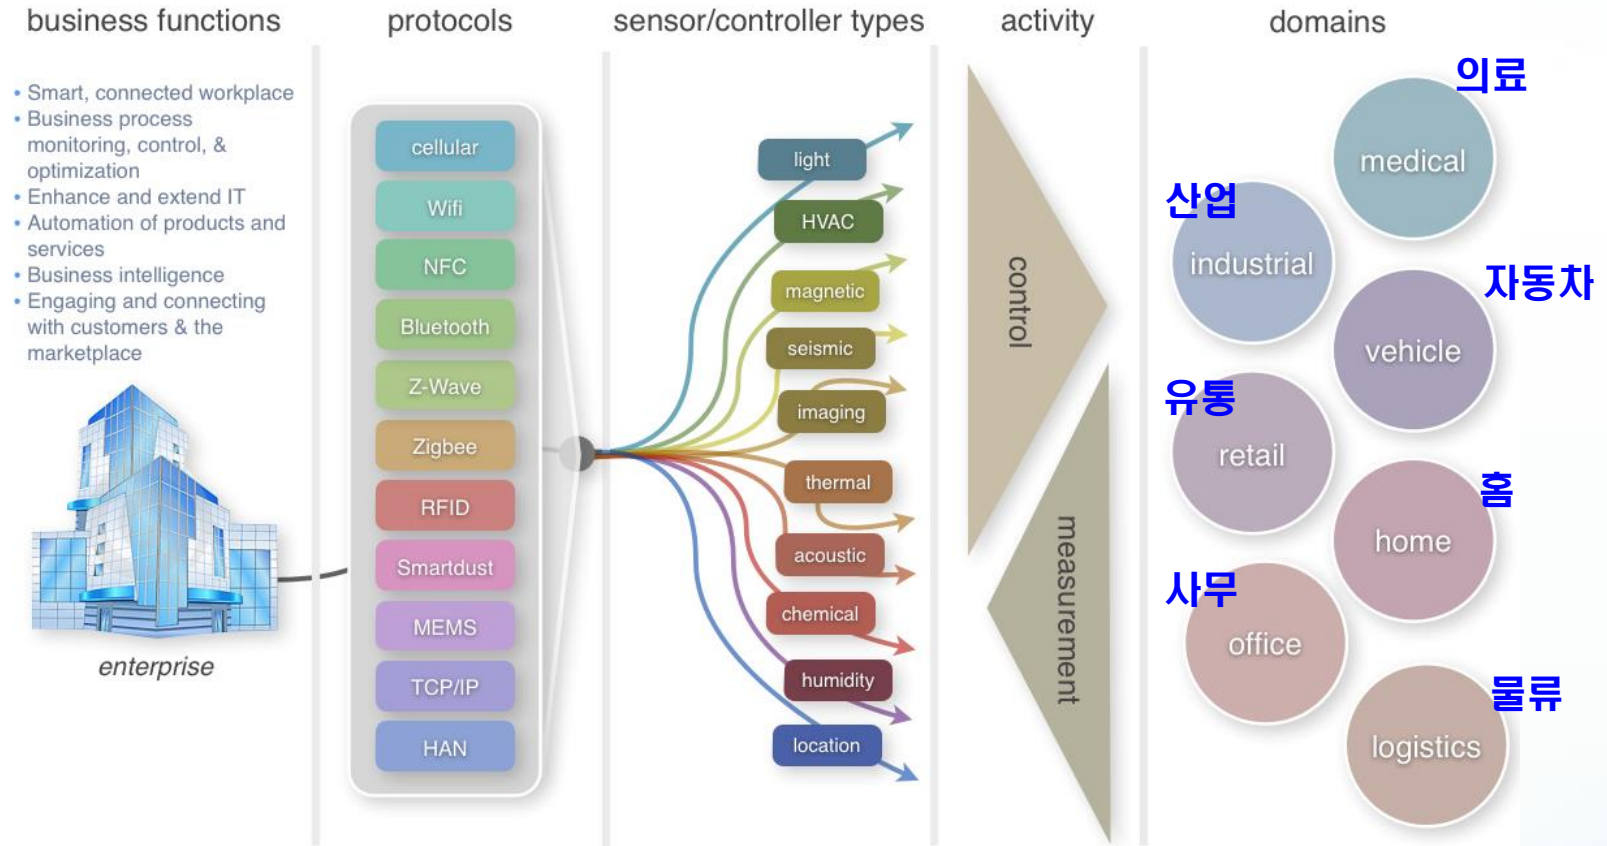 business functions
protocols
sensor/controller types
activity
domains
• Smart, connected workplace
• Business process
monitoring, control, &
optimization
• Enhance and extend IT
• Automation of products and
services
• Business intelligence
• Engaging and connecting
with customers & the
marketplace
enterprise
cellular
Wifi
NFC
Bluetooth
Z-Wave
Zigbee
RFID
Smartdust
MEMS
TCP/IP
HAN
light
HVAC
magnetic
seismic
imaging
thermal
acoustic
chemical
humidity
location
control
measurement
의료
medical
산업
industrial
자동차
vehicle
유통
retail
홈
home
사무
office
물류
logistics